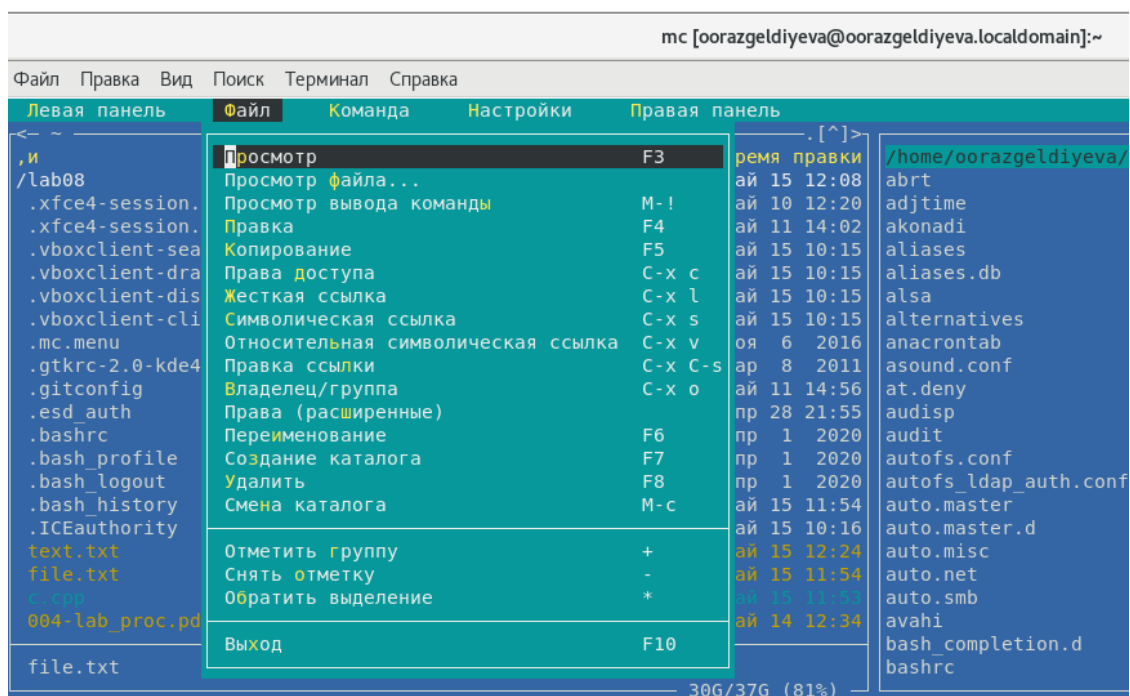 mc [oorazgeldiyeva@oorazgeldiyeva.localdomain]:~
Файл Правка Вид Поиск Терминал Справка
Левая панель Файл Команда Настройки Правая панель
<— ~ .[^]>
,и Просмотр F3 ремя правки /home/oorazgeldiyeva/
/lab08 Просмотр файла... ай 15 12:08 abrt
.xfce4-session. Просмотр вывода команды M-! ай 10 12:20 adjtime
.xfce4-session. Правка F4 ай 11 14:02 akonadi
.vboxclient-sea Копирование F5 ай 15 10:15 aliases
.vboxclient-dra Права доступа C-x c ай 15 10:15 aliases.db
.vboxclient-dis Жесткая ссылка C-x l ай 15 10:15 alsa
.vboxclient-cli Символическая ссылка C-x s ай 15 10:15 alternatives
.mc.menu Относительная символическая ссылка C-x v оя 6 2016 anacrontab
.gtkrc-2.0-kde4 Правка ссылки C-x C-s ар 8 2011 asound.conf
.gitconfig Владелец/группа C-x o ай 11 14:56 at.deny
.esd_auth Права (расширенные) пр 28 21:55 audisp
.bashrc Переименование F6 пр 1 2020 audit
.bash_profile Создание каталога F7 пр 1 2020 autofs.conf
.bash_logout Удалить F8 пр 1 2020 autofs_ldap_auth.conf
.bash_history Смена каталога M-c ай 15 11:54 auto.master
.ICEauthority ай 15 10:16 auto.master.d
text.txt Отметить группу + ай 15 12:24 auto.misc
file.txt Снять отметку - ай 15 11:54 auto.net
c.cpp Обратить выделение * ай 15 11:53 auto.smb
004-lab_proc.pd ай 14 12:34 avahi
Выход F10 bash_completion.d
file.txt bashrc
30G/37G (81%)